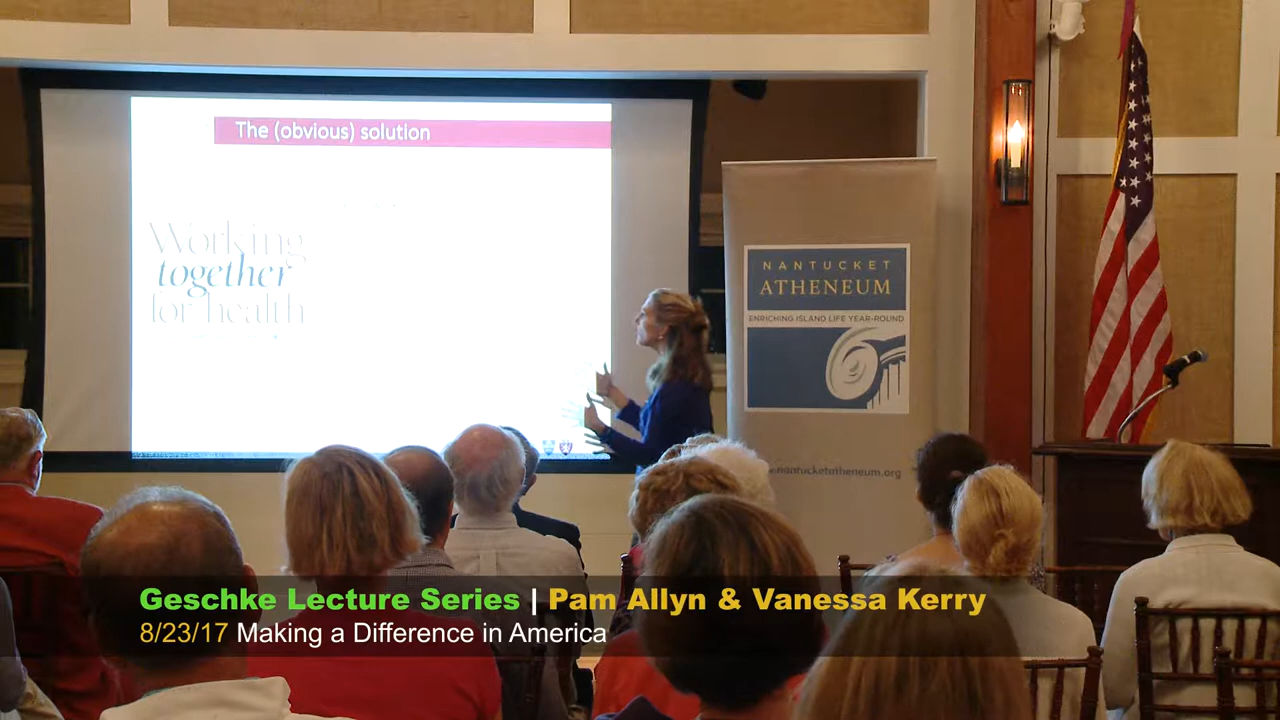 The (obvious) solution
Working
together
for health
NANTUCKET
ATHENEUM
ENRICHING ISLAND LIFE YEAR-ROUND
.nantucketatheneum.org
Geschke Lecture Series | Pam Allyn & Vanessa Kerry
8/23/17 Making a Difference in America